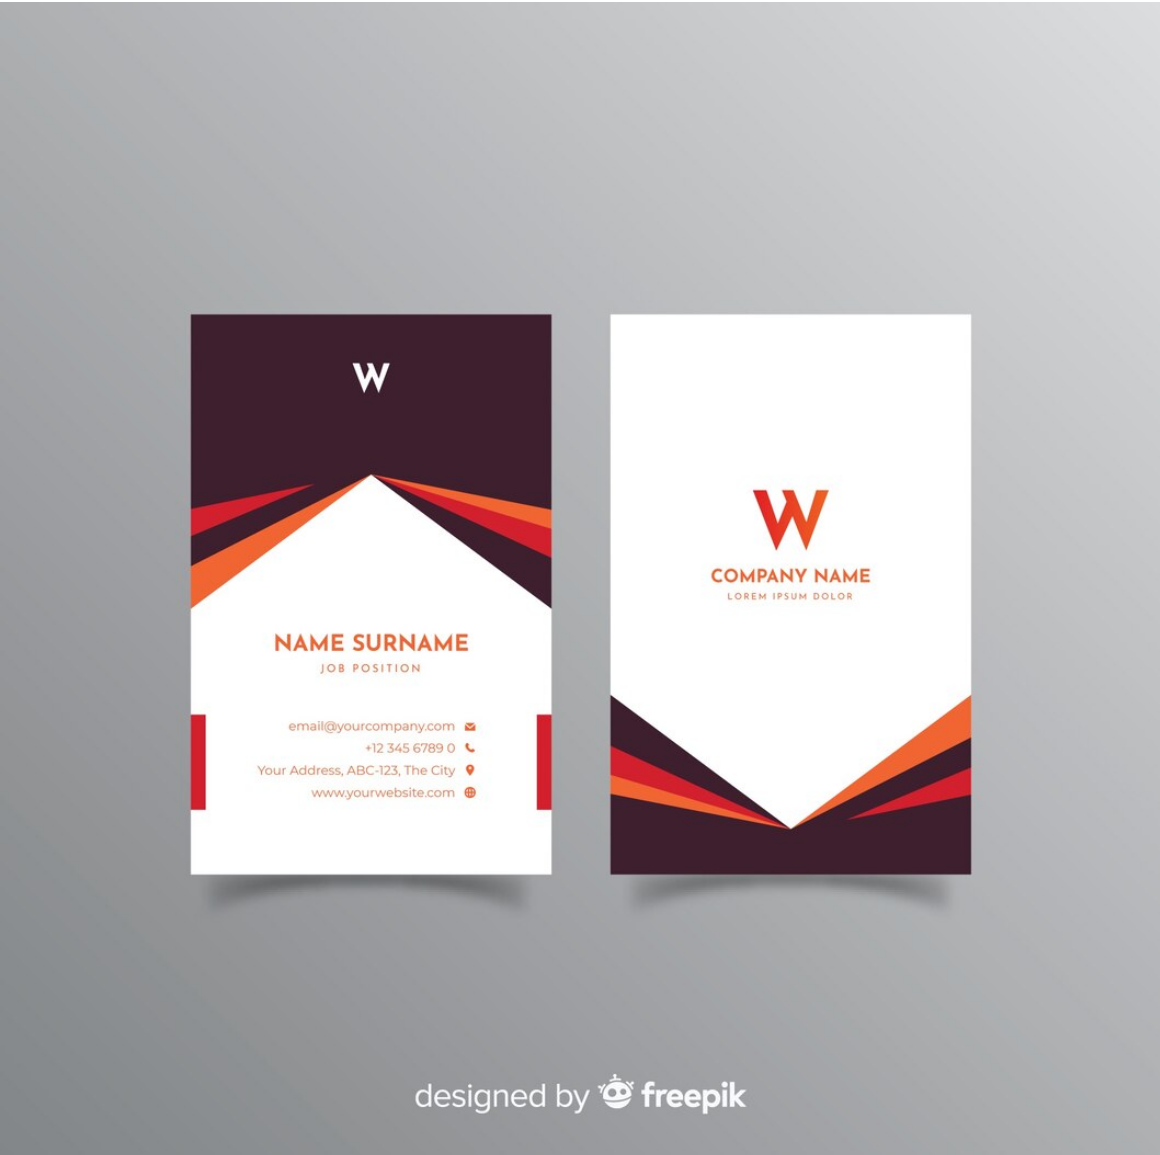 W
NAME SURNAME
JOB POSITION
email@yourcompany.com
+12 345 6789 0
Your Address, ABC-123, The City
www.yourwebsite.com
W
COMPANY NAME
LOREM IPSUM DOLOR
designed by freepik